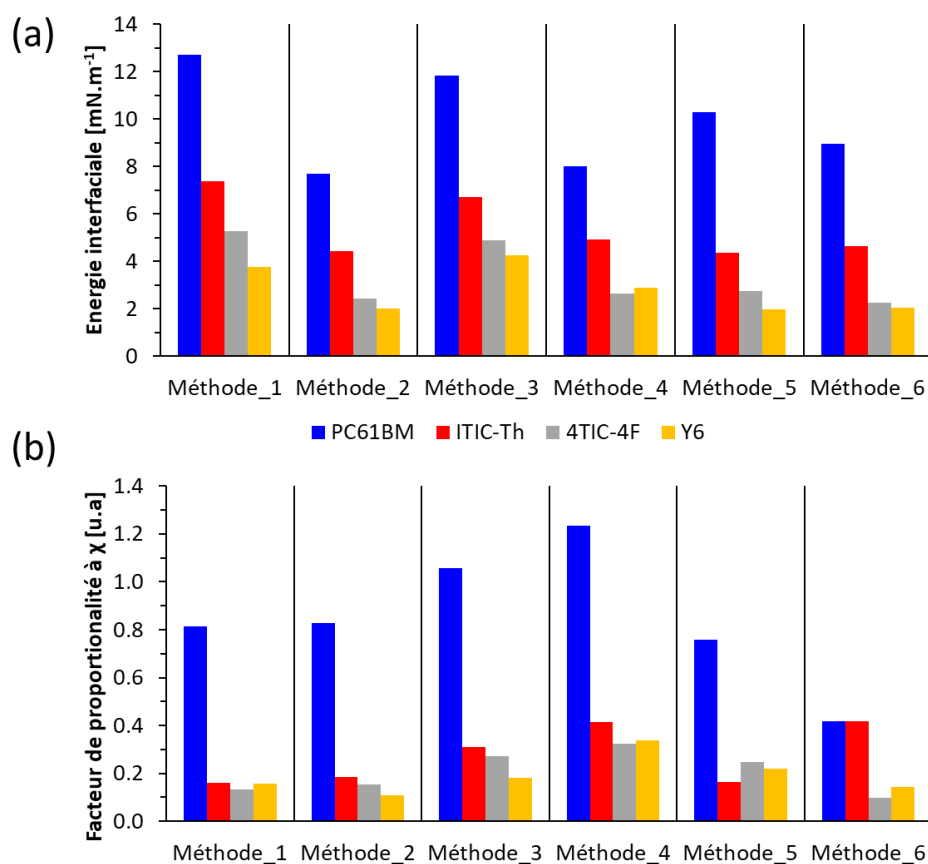 (a)
Energie interfaciale [mN.m⁻¹]
14
12
10
8
6
4
2
0
Méthode_1 Méthode_2 Méthode_3 Méthode_4 Méthode_5 Méthode_6
PC61BM ITIC-Th 4TIC-4F Y6
(b)
Facteur de proportionalité à χ [u.a]
1.4
1.2
1.0
0.8
0.6
0.4
0.2
0.0
Méthode_1 Méthode_2 Méthode_3 Méthode_4 Méthode_5 Méthode_6